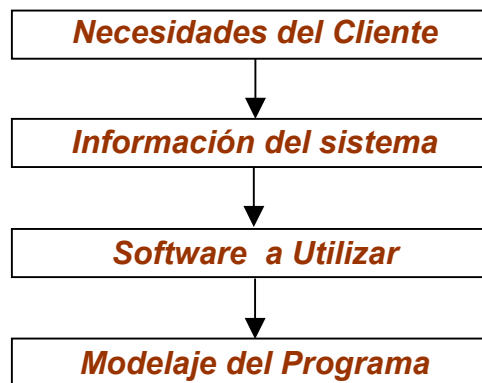 Necesidades del Cliente
Información del sistema
Software a Utilizar
Modelaje del Programa